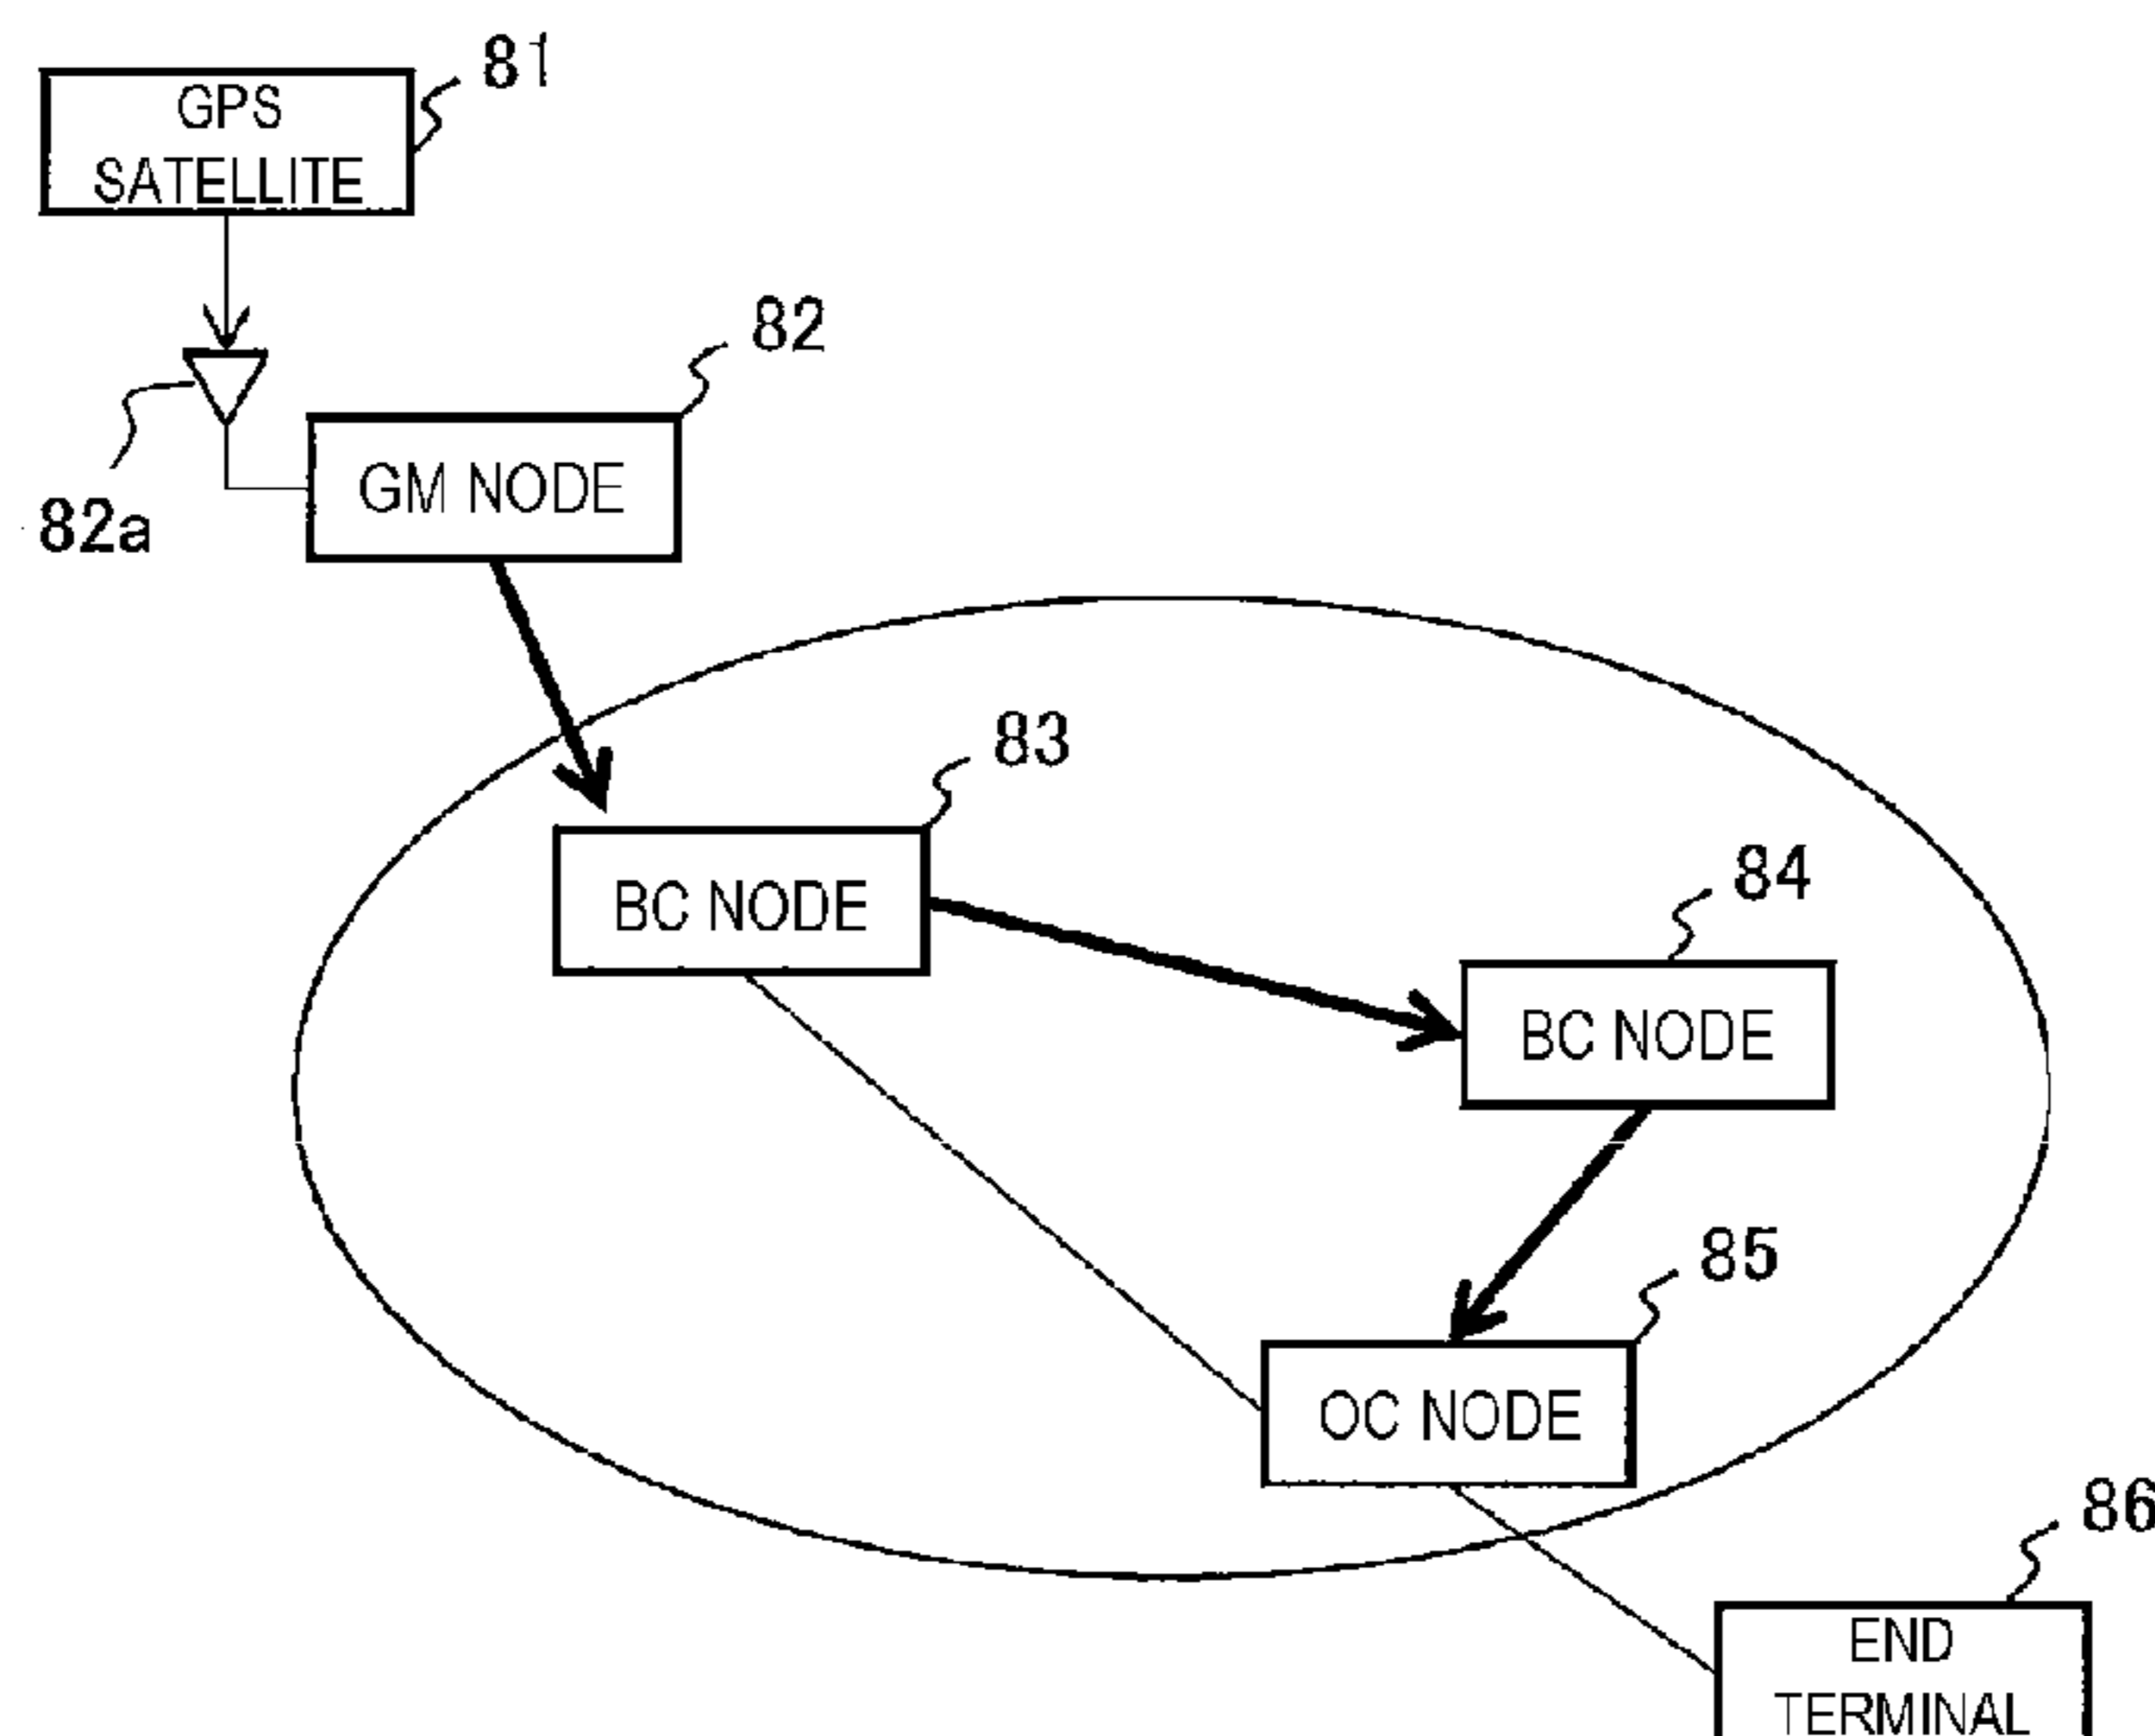 81
GPS
SATELLITE
82
GM NODE
82a
83
BC NODE
84
BC NODE
85
OC NODE
86
END
TERMINAL